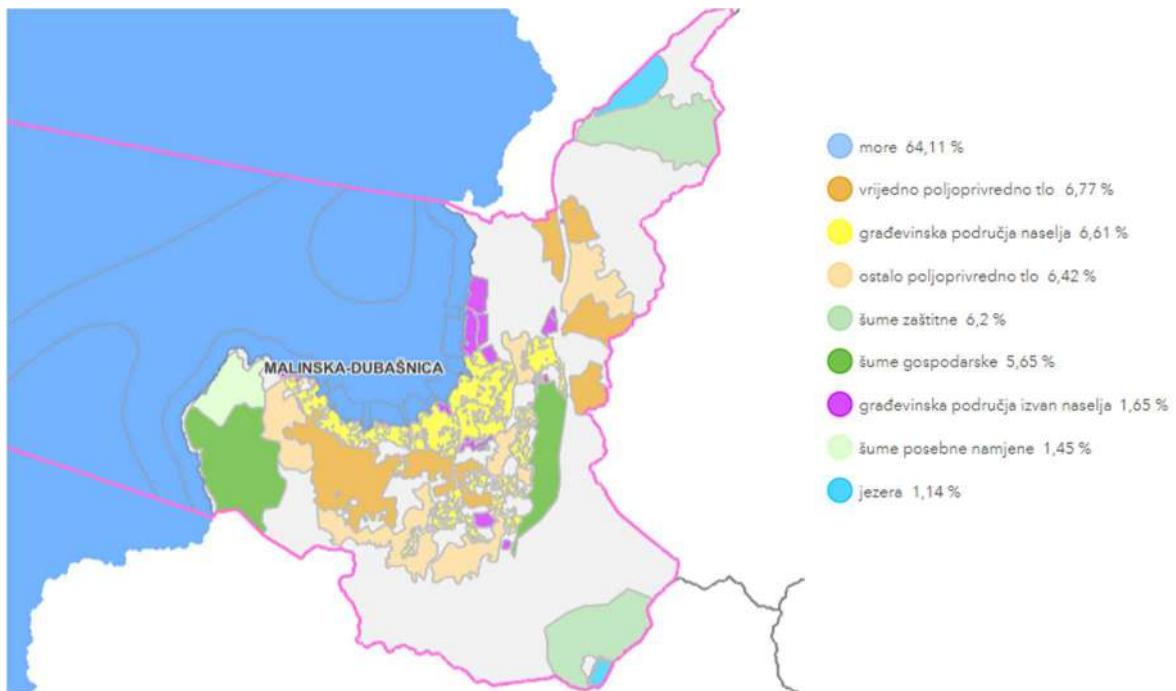 MALINSKA-DUBAŠNICA
more 64,11 %
vrijedno poljoprivredno tlo 6,77 %
građevinska područja naselja 6,61 %
ostalo poljoprivredno tlo 6,42 %
šume zaštitne 6,2 %
šume gospodarske 5,65 %
građevinska područja izvan naselja 1,65 %
šume posebne namjene 1,45 %
jezera 1,14 %